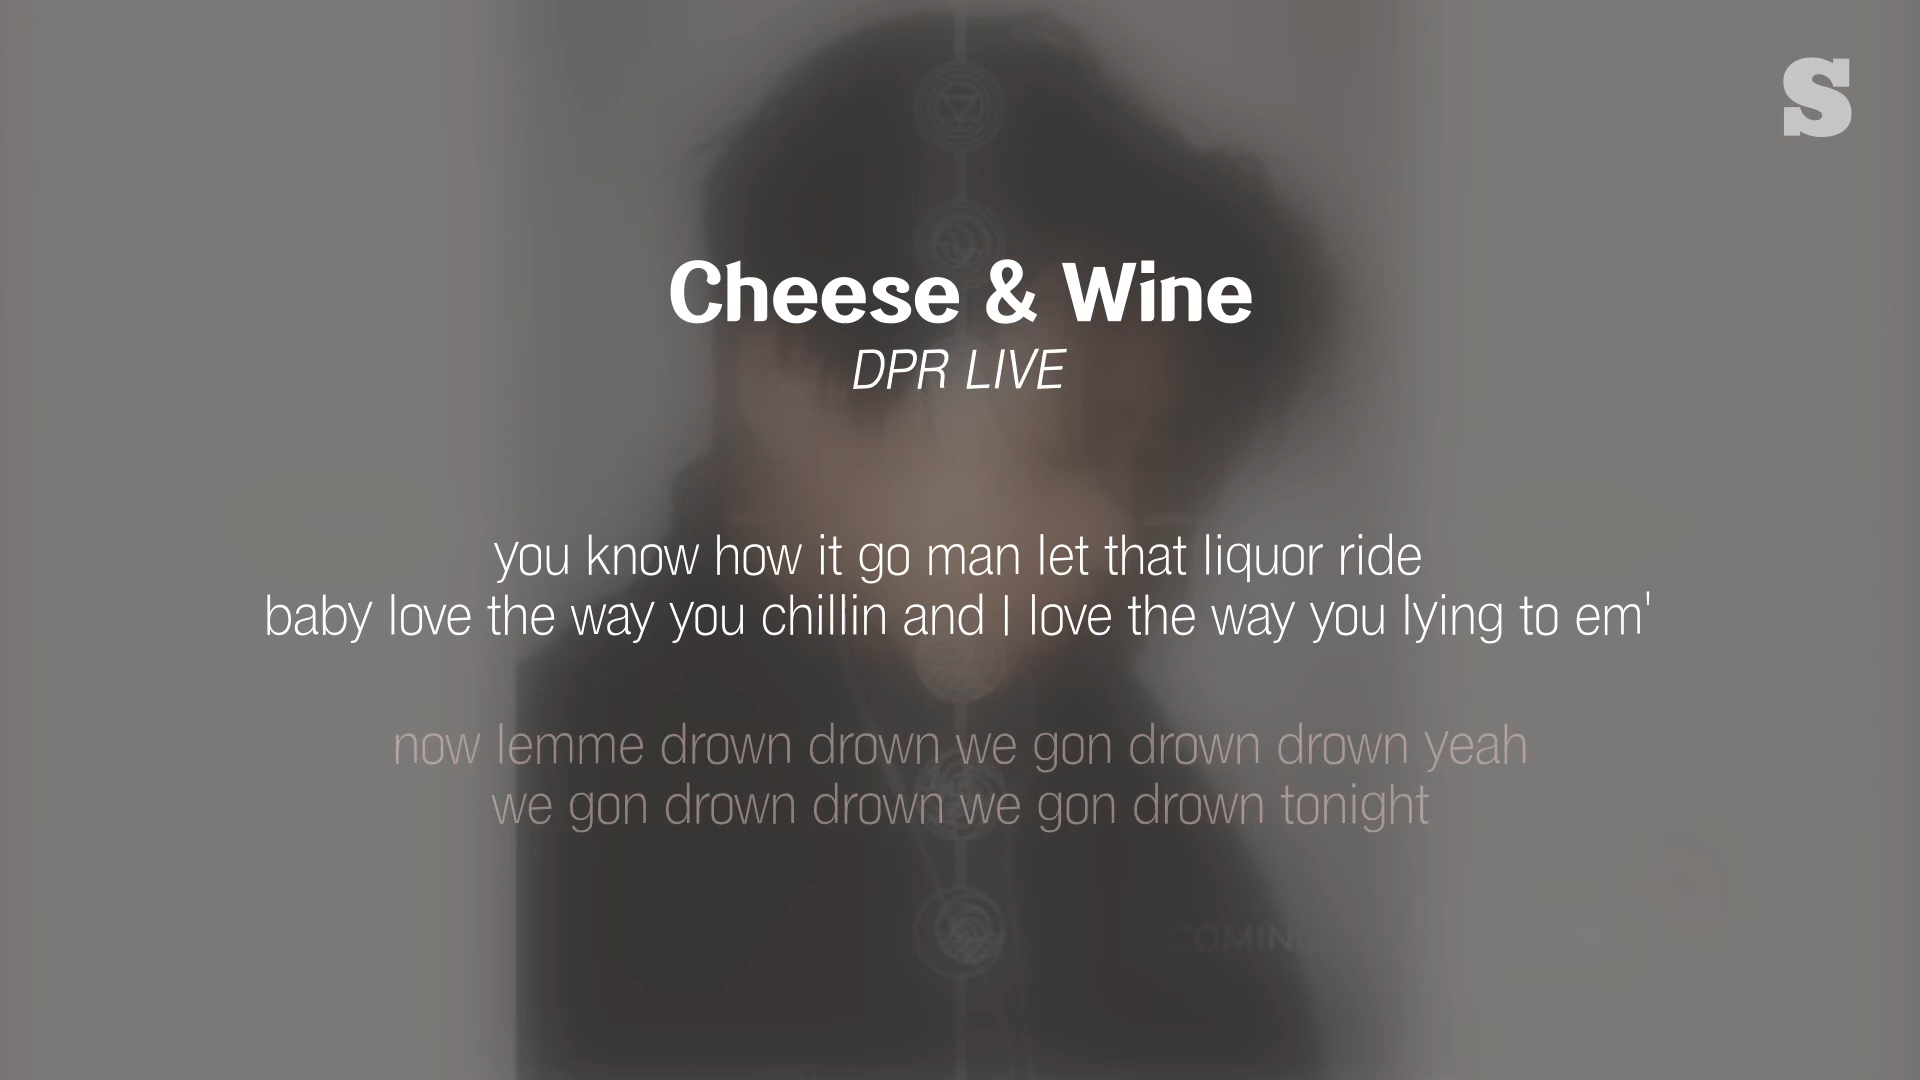 S
Cheese & Wine
DPR LIVE
you know how it go man let that liquor ride
baby love the way you chillin and I love the way you lying to em'
now lemme drown drown we gon drown drown yeah
we gon drown drown we gon drown tonight
COMING